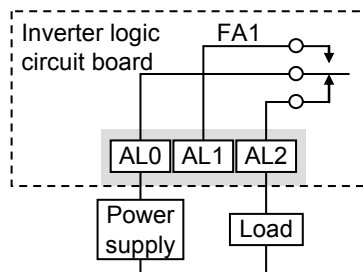 Inverter logic
circuit board
FA1
AL0 AL1 AL2
Power
supply
Load